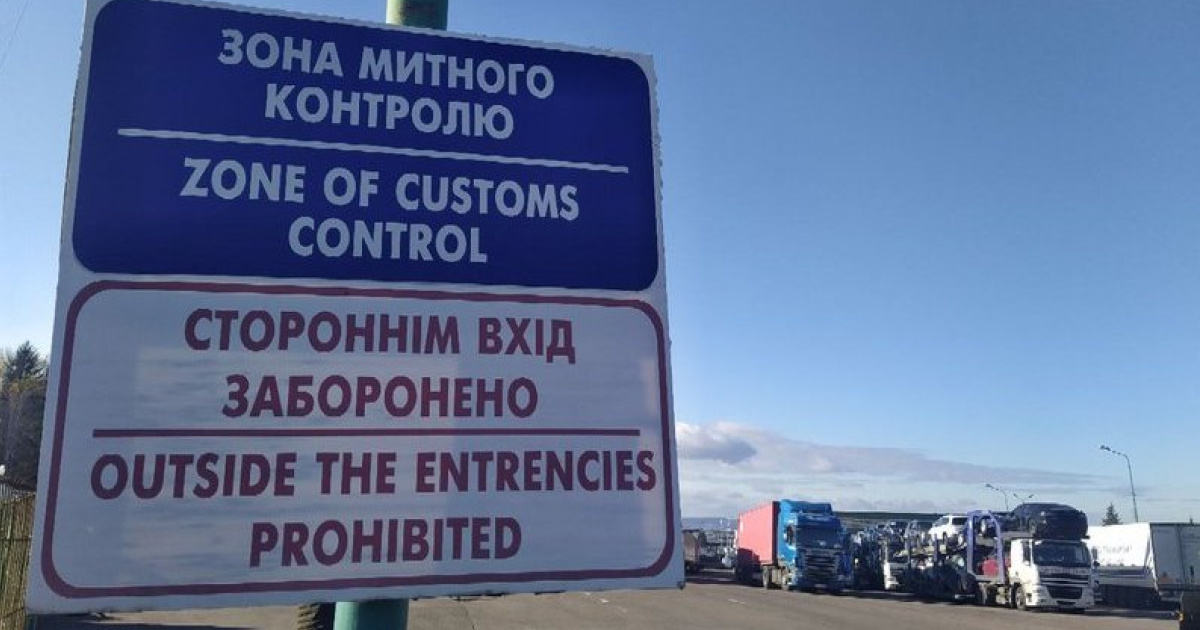 ЗОНА МИТНОГО
КОНТРОЛЮ
ZONE OF CUSTOMS
CONTROL
СТОРОННІМ ВХІД
ЗАБОРОНЕНО
OUTSIDE THE ENTRENCIES
PROHIBITED